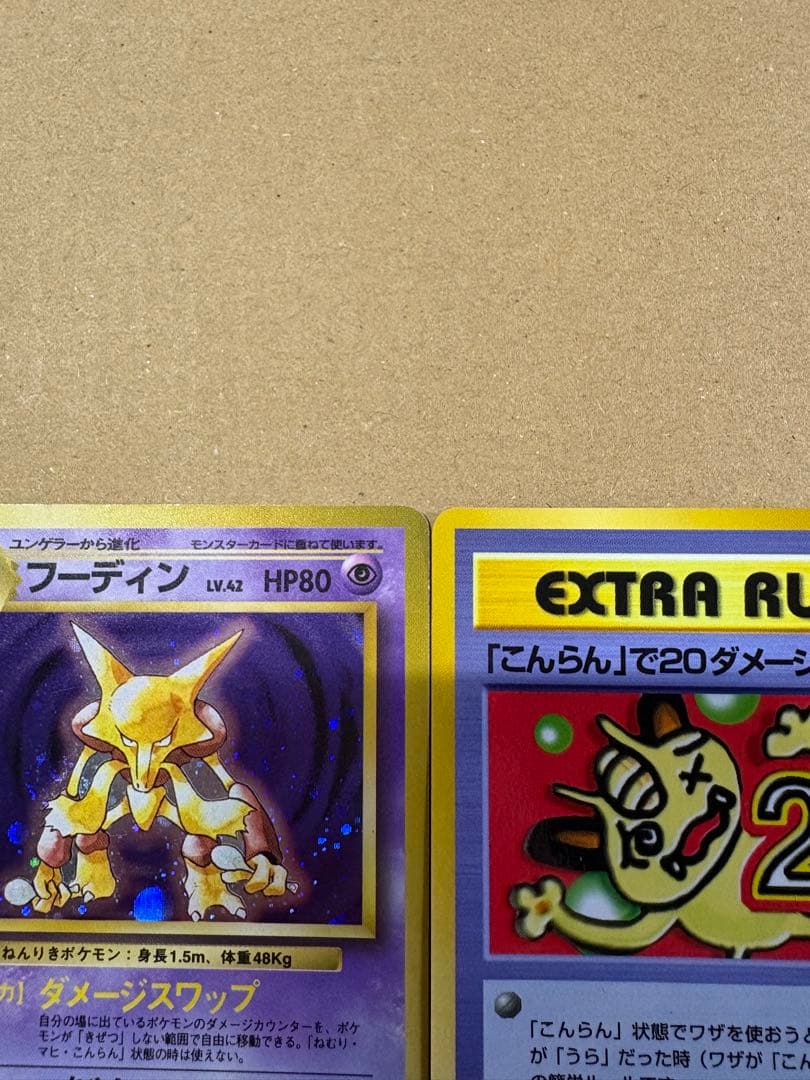 ユンゲラーから進化 モンスターカードに重ねて使います。
フーディン LV.42 HP80
ねんりきポケモン：身長1.5m、体重48Kg
力］ダメージスワップ
自分の場に出ているポケモンのダメージカウンターを、ポケ
モンが「きぜつ」しない範囲で自由に移動できる。「ねむり・
マヒ・こんらん」状態の時は使えない。
EXTRA RU
「こんらん」で20ダメージ
2
「こんらん」状態でワザを使おうと
が「うら」だった時（ワザが「こん